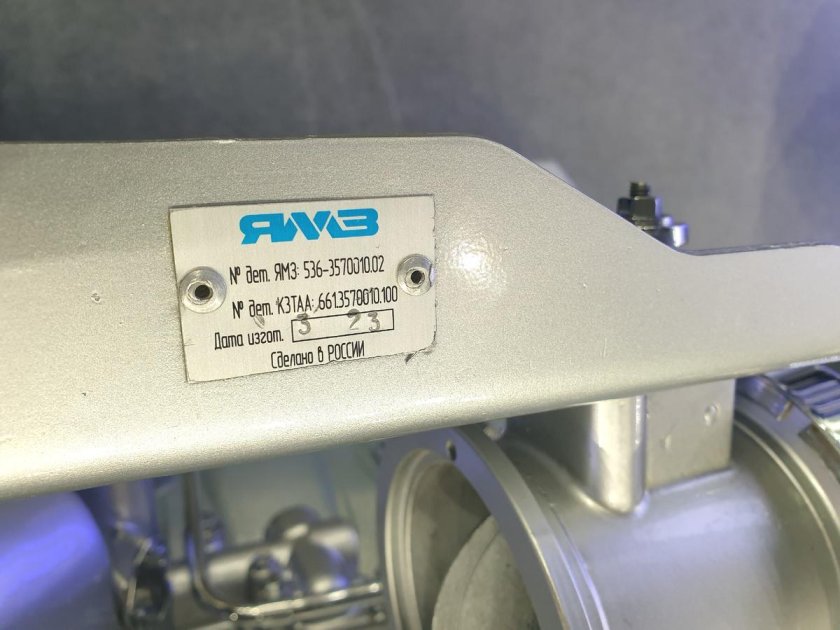 ЯМЗ
№ дет. ЯМЗ: 536-3570010.02
№ дет. КЗТАА: 661.3570010.100
Дата изгот. 3 23
Сделано в РОССИИ